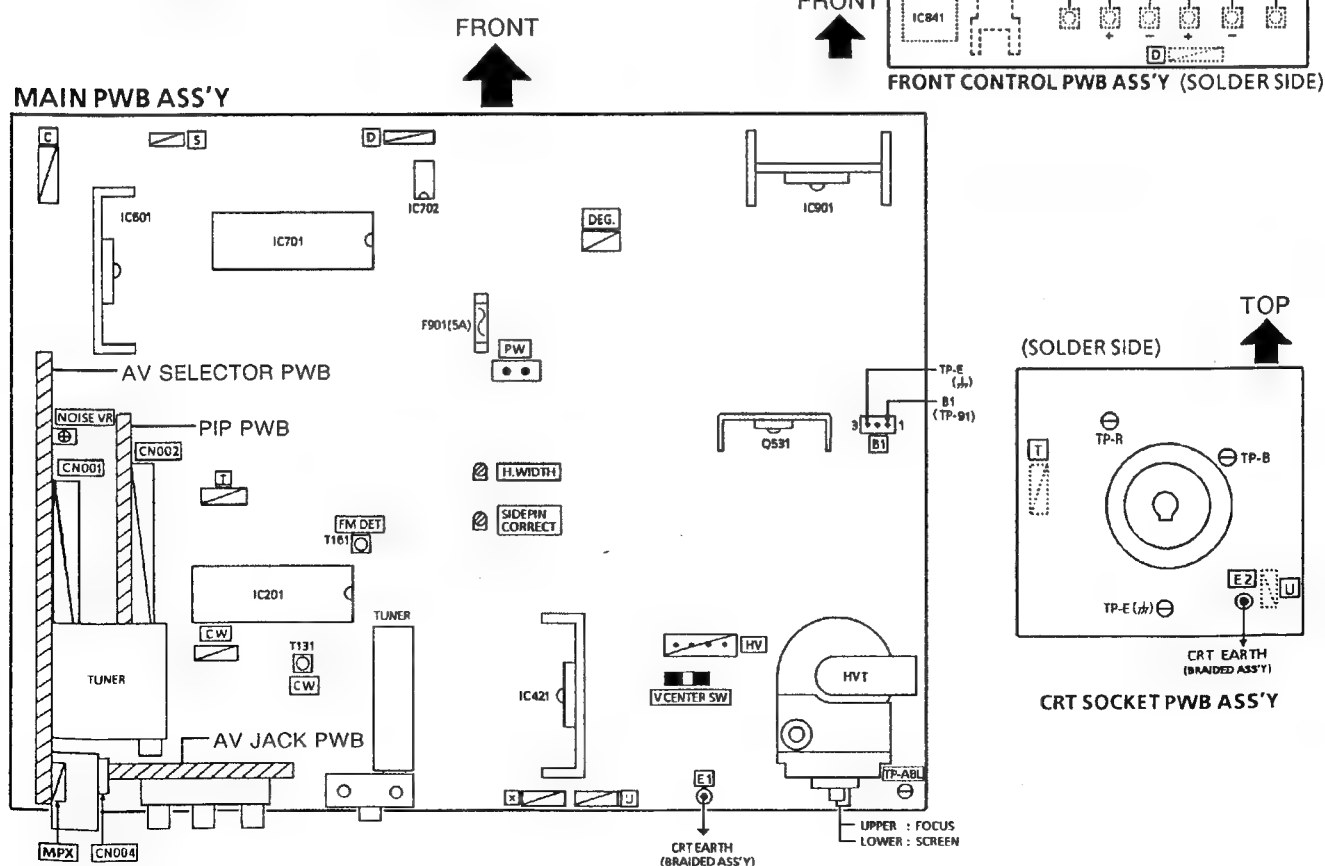 FRONT
FRONT
IC841
+
-
+
-
D
FRONT CONTROL PWB ASS'Y (SOLDER SIDE)
MAIN PWB ASS'Y
C
S
D
IC601
IC701
IC702
DEG.
IC901
F901(5A)
PW
AV SELECTOR PWB
NOISE VR
PIP PWB
CN001
CN002
TP-E
B1
(TP-91)
3
1
B1
Q531
H.WIDTH
SIDEPIN
CORRECT
FM DET
T161
IC201
CW
T131
CW
TUNER
TUNER
IC421
HV
V CENTER SW
HVT
AV JACK PWB
TP-ABL
X
U
E1
MPX
CN004
CRT EARTH
(BRAIDED ASS'Y)
UPPER : FOCUS
LOWER : SCREEN
TOP
(SOLDER SIDE)
TP-R
T
TP-B
E2
U
TP-E
CRT EARTH
(BRAIDED ASS'Y)
CRT SOCKET PWB ASS'Y